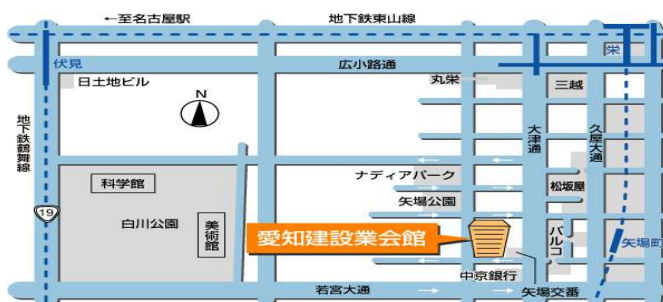 ←至名古屋駅
地下鉄東山線
伏見
栄
広小路通
日土地ビル
丸栄
三越
N
地下鉄鶴舞線
大津通
久屋大通
ナディアパーク
科学館
松坂屋
矢場公園
19
白川公園
美術館
愛知建設業会館
パルコ
矢場町
中京銀行
若宮大通
矢場交番